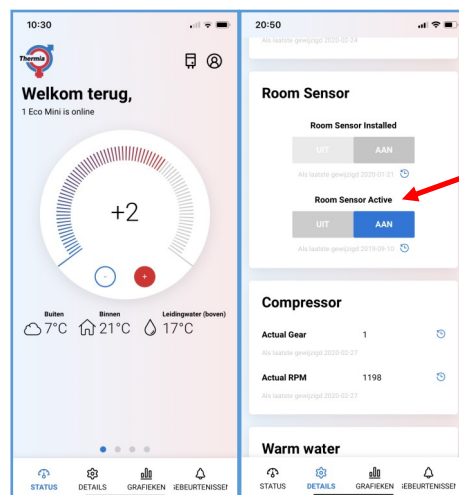 10:30
Thermia
Welkom terug,
1 Eco Mini is online
+2
-
+
Buiten
7°C
Binnen
21°C
Leidingwater (boven)
17°C
STATUS
DETAILS
GRAFIEKEN
iEBEURTENISSEN
20:50
Als laatste gewijzigd 2020-02-24
Room Sensor
Room Sensor Installed
UIT
AAN
Als laatste gewijzigd 2020-01-21
Room Sensor Active
UIT
AAN
Als laatste gewijzigd 2019-09-10
Compressor
Actual Gear
1
Als laatste gewijzigd 2020-02-27
Actual RPM
1198
Als laatste gewijzigd 2020-02-27
Warm water
STATUS
DETAILS
GRAFIEKEN
iEBEURTENISSEN